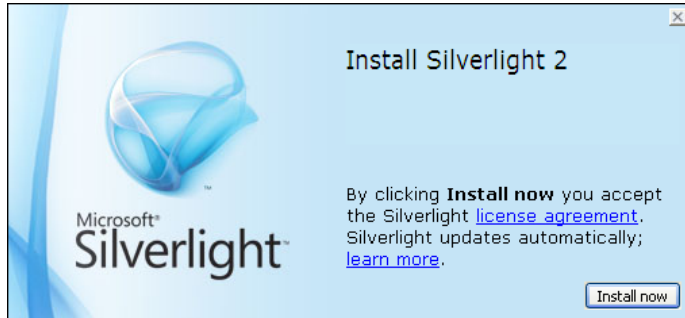 Install Silverlight 2
By clicking Install now you accept
the Silverlight license agreement.
Silverlight updates automatically;
learn more.
Microsoft®
Silverlight™
Install now